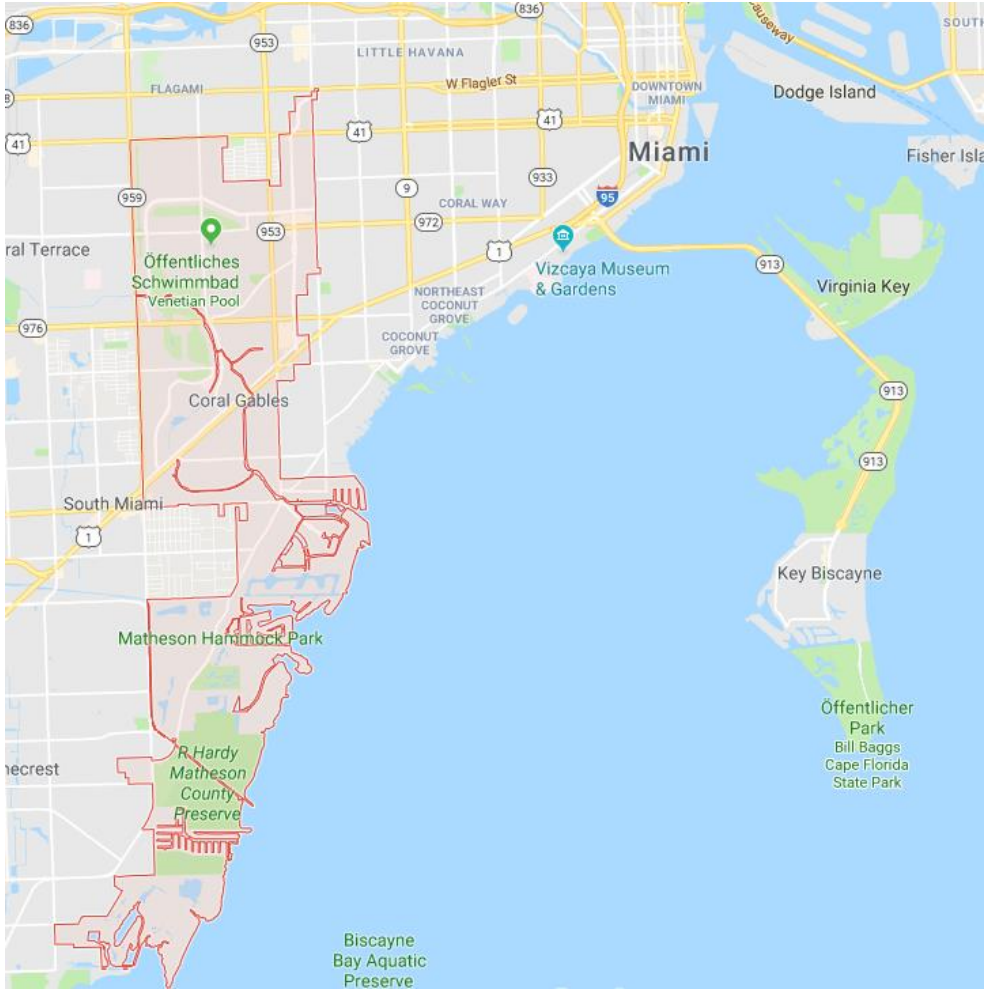 836
836
953
LITTLE HAVANA
SOUTH
Causeway
FLAGAMI
W Flagler St
DOWNTOWN
MIAMI
Dodge Island
8
41
41
41
Miami
Fisher Isla
959
9
933
95
CORAL WAY
953
972
1
ral Terrace
Öffentliches
Schwimmbad
Venetian Pool
Vizcaya Museum
& Gardens
913
Virginia Key
NORTHEAST
COCONUT
GROVE
976
COCONUT
GROVE
913
Coral Gables
913
South Miami
1
Key Biscayne
Matheson Hammock Park
Öffentlicher
Park
Bill Baggs
Cape Florida
State Park
R Hardy
Matheson
County
Preserve
necrest
Biscayne
Bay Aquatic
Preserve